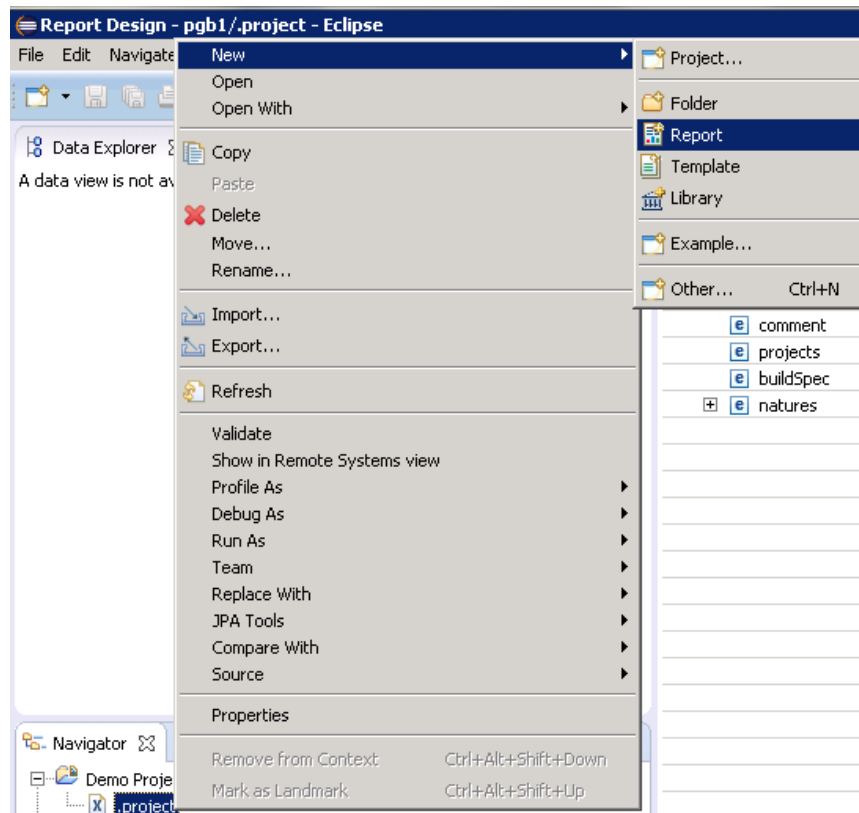 Report Design - pgb1/.project - Eclipse
File Edit Navigate
Data Explorer
A data view is not av
New
Open
Open With
Copy
Paste
Delete
Move...
Rename...
Import...
Export...
Refresh
Validate
Show in Remote Systems view
Profile As
Debug As
Run As
Team
Replace With
JPA Tools
Compare With
Source
Properties
Remove from Context Ctrl+Alt+Shift+Down
Mark as Landmark Ctrl+Alt+Shift+Up
Project...
Folder
Report
Template
Library
Example...
Other... Ctrl+N
e comment
e projects
e buildSpec
e natures
Navigator
Demo Proje
X .project